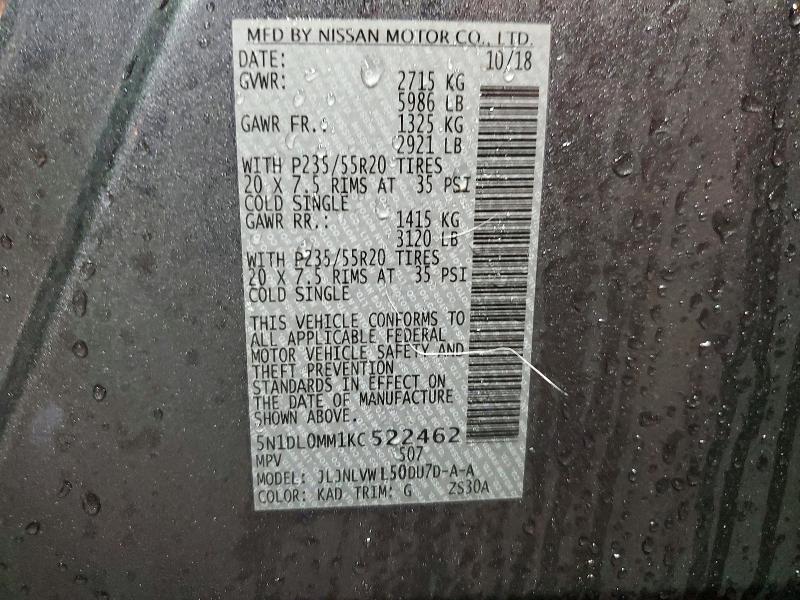 MFD BY NISSAN MOTOR CO., LTD.
DATE: 10/18
GVWR: 2715 KG
5986 LB
GAWR FR.: 1325 KG
2921 LB
WITH P235/55R20 TIRES
20 X 7.5 RIMS AT 35 PSI
COLD SINGLE
GAWR RR.: 1415 KG
3120 LB
WITH P235/55R20 TIRES
20 X 7.5 RIMS AT 35 PSI
COLD SINGLE
THIS VEHICLE CONFORMS TO
ALL APPLICABLE FEDERAL
MOTOR VEHICLE SAFETY AND
THEFT PREVENTION
STANDARDS IN EFFECT ON
THE DATE OF MANUFACTURE
SHOWN ABOVE.
5N1DL0MM1KC522462
MPV 507
MODEL: JLJNLVWL50DU7D-A-A
COLOR: KAD TRIM: G ZS30A